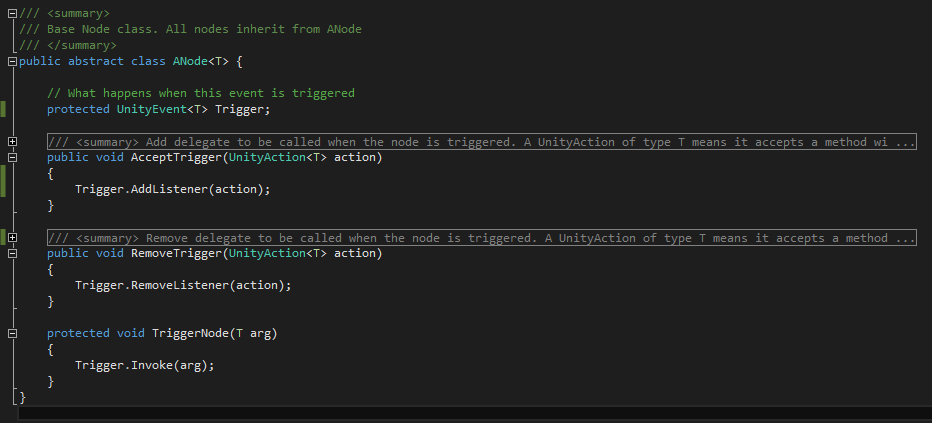 /// <summary>
/// Base Node class. All nodes inherit from ANode
/// </summary>
public abstract class ANode<T> {
// What happens when this event is triggered
protected UnityEvent<T> Trigger;
/// <summary> Add delegate to be called when the node is triggered. A UnityAction of type T means it accepts a method wi ...
public void AcceptTrigger(UnityAction<T> action)
{
Trigger.AddListener(action);
}
/// <summary> Remove delegate to be called when the node is triggered. A UnityAction of type T means it accepts a method ...
public void RemoveTrigger(UnityAction<T> action)
{
Trigger.RemoveListener(action);
}
protected void TriggerNode(T arg)
{
Trigger.Invoke(arg);
}
}